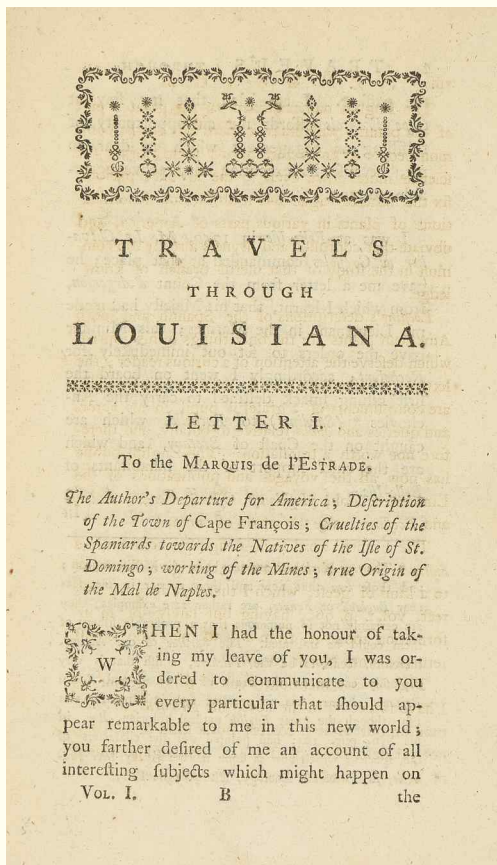 TRAVELS
THROUGH
LOUISIANA.
LETTER I.
To the MARQUIS de l'ESTRADE.
The Author's Departure for America; Deſcription
of the Town of Cape François; Cruelties of the
Spaniards towards the Natives of the Iſle of St.
Domingo; working of the Mines; true Origin of
the Mal de Naples.
WHEN I had the honour of tak-
ing my leave of you, I was or-
dered to communicate to you
every particular that ſhould ap-
pear remarkable to me in this new world;
you farther deſired of me an account of all
intereſting ſubjects which might happen on
VOL. I. B the